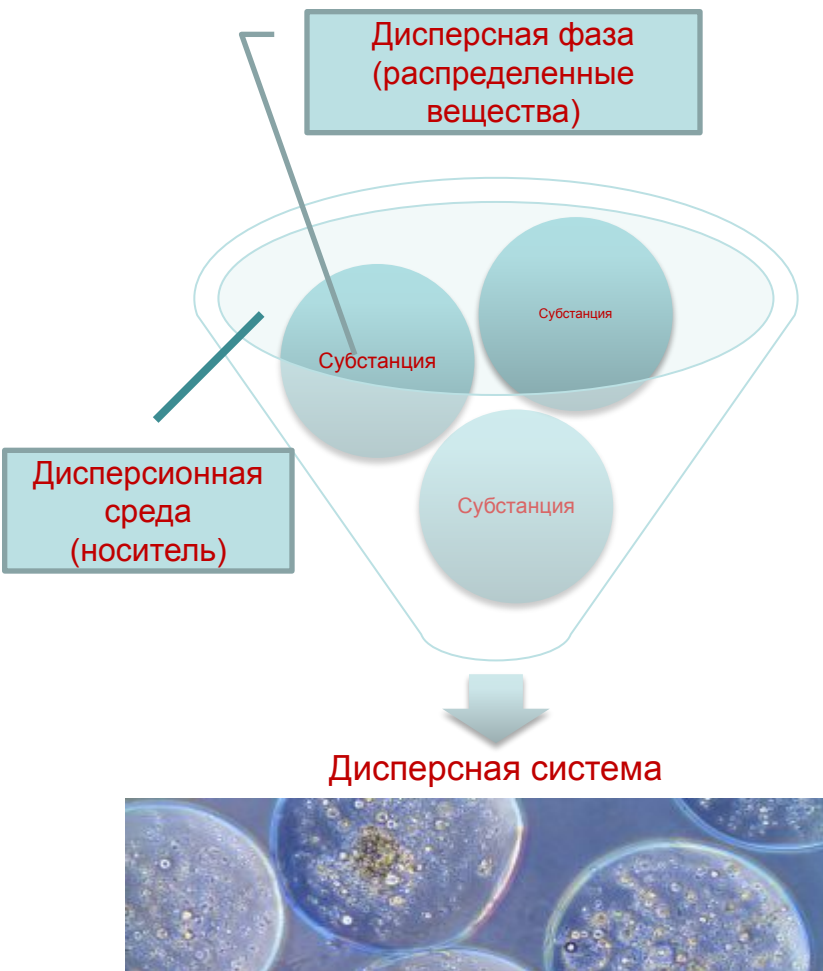 Дисперсная фаза
(распределенные
вещества)
Субстанция
Субстанция
Дисперсионная
среда
(носитель)
Субстанция
Дисперсная система